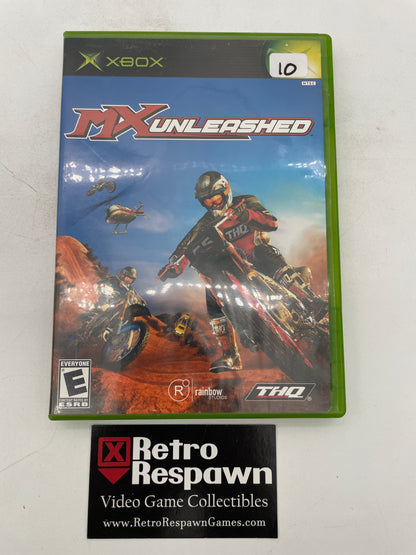 XBOX
10
NTSC
MX UNLEASHED
THQ
EVERYONE
E
CONTENT RATED BY
ESRB
R
rainbow
STUDIOS
THQ
Retro
Respawn
Video Game Collectibles
www.RetroRespawnGames.com